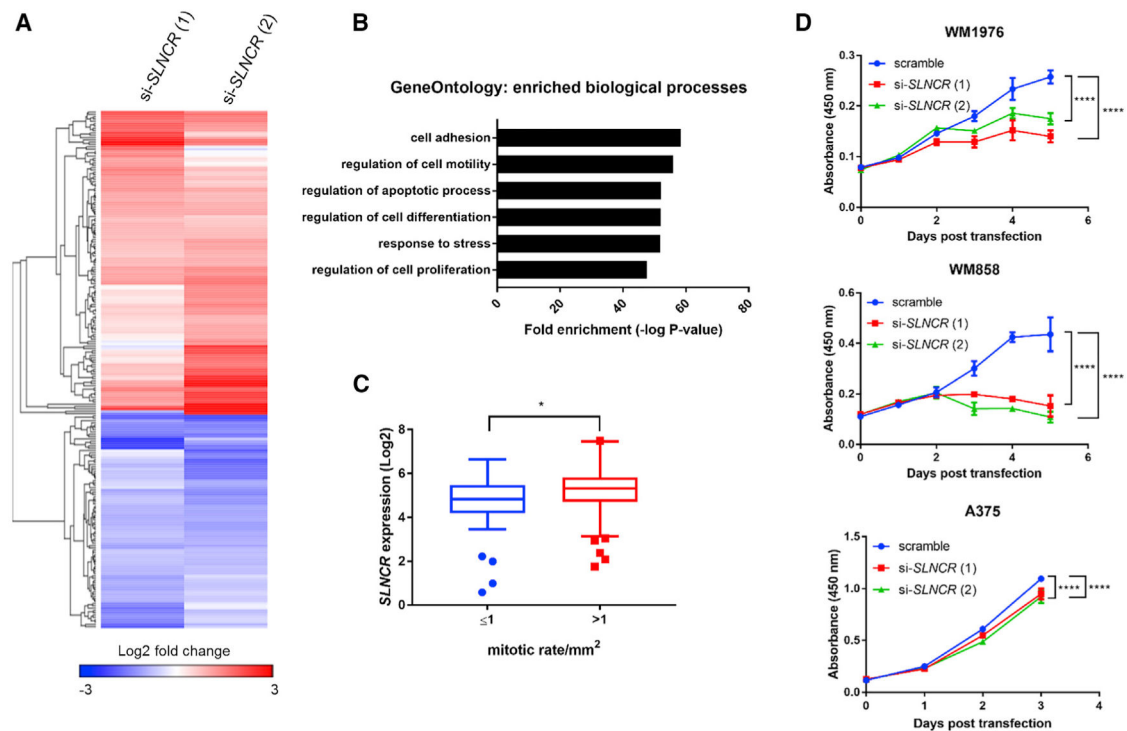 A
si-SLNCR (1)
si-SLNCR (2)
Log2 fold change
-3
3
B
GeneOntology: enriched biological processes
cell adhesion
regulation of cell motility
regulation of apoptotic process
regulation of cell differentiation
response to stress
regulation of cell proliferation
0
20
40
60
80
Fold enrichment (-log P-value)
C
*
SLNCR expression (Log2)
8
6
4
2
0
≤1
>1
mitotic rate/mm²
D
WM1976
scramble
si-SLNCR (1)
si-SLNCR (2)
Absorbance (450 nm)
0.3
0.2
0.1
0.0
0
2
4
6
****
****
Days post transfection
WM858
scramble
si-SLNCR (1)
si-SLNCR (2)
Absorbance (450 nm)
0.6
0.4
0.2
0.0
0
2
4
6
****
****
Days post transfection
A375
scramble
si-SLNCR (1)
si-SLNCR (2)
Absorbance (450 nm)
1.5
1.0
0.5
0.0
0
1
2
3
4
****
****
Days post transfection